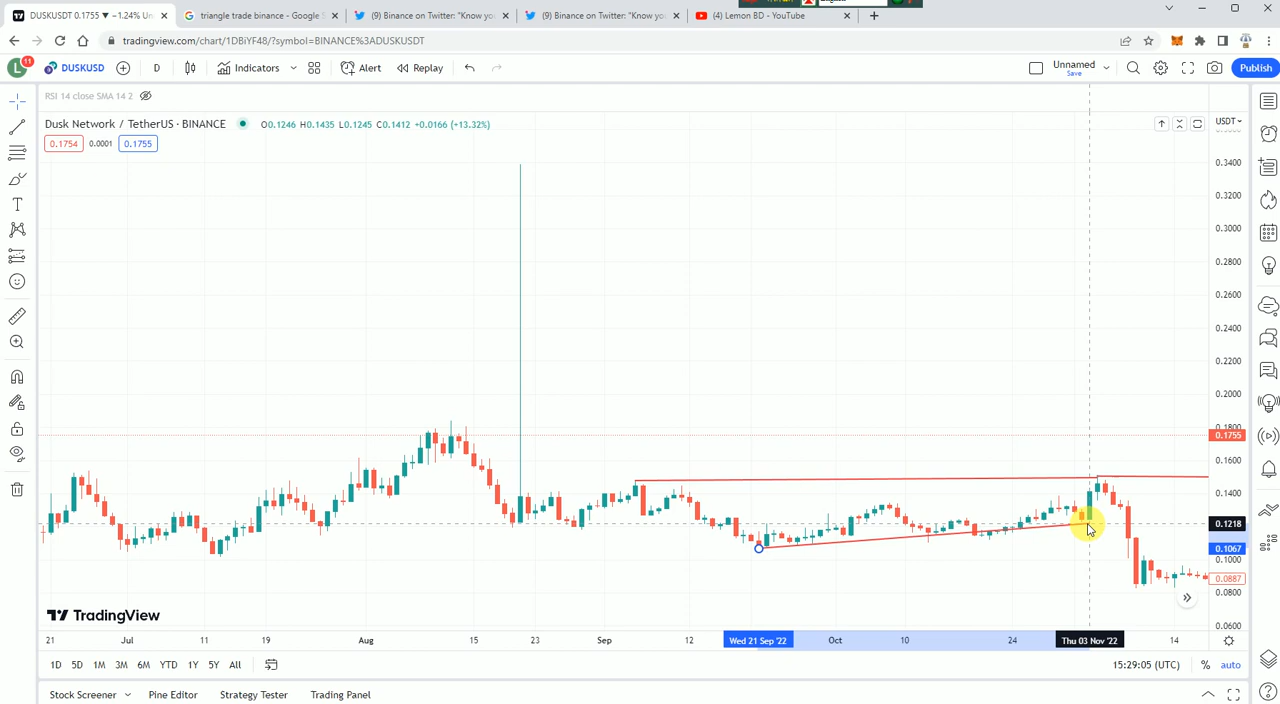 DUSKUSDT 0.1755 ▼ −1.24% Un
triangle trade binance - Google S
(9) Binance on Twitter: "Know yo
(9) Binance on Twitter: "Know yo
(4) Lemon BD - YouTube
tradingview.com/chart/1DBiYF48/?symbol=BINANCE%3ADUSKUSDT
L 11 DUSKUSD D Indicators Alert Replay Unnamed Publish
Save
RSI 14 close SMA 14 2
Dusk Network / TetherUS · BINANCE O0.1246 H0.1435 L0.1245 C0.1412 +0.0166 (+13.32%) USDT
0.1754 0.0001 0.1755
0.3400
0.3200
0.3000
0.2800
0.2600
0.2400
0.2200
0.2000
0.1800
0.1755
0.1600
0.1400
0.1218
0.1067
0.1000
0.0887
0.0800
0.0600
TradingView
21 Jul 11 19 Aug 15 23 Sep 12 Wed 21 Sep '22 Oct 10 24 Thu 03 Nov '22 14
1D 5D 1M 3M 6M YTD 1Y 5Y All 15:29:05 (UTC) % auto
Stock Screener Pine Editor Strategy Tester Trading Panel